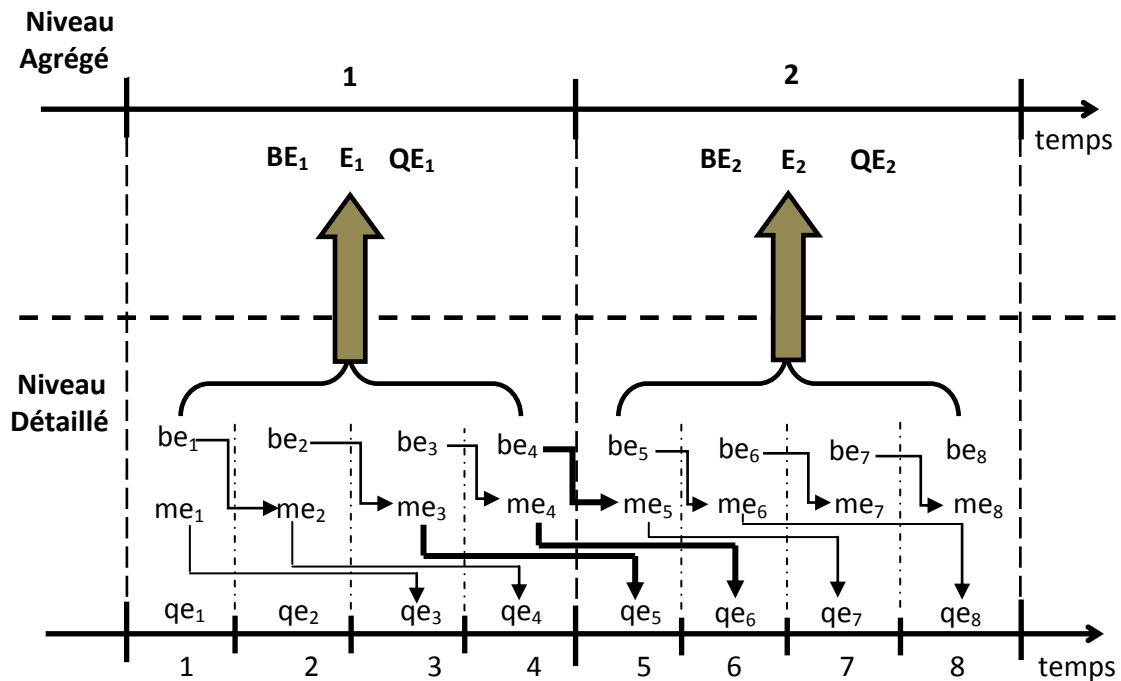 Niveau
Agrégé
1 2
temps
BE₁ E₁ QE₁ BE₂ E₂ QE₂
Niveau
Détaillé
be₁ be₂ be₃ be₄ be₅ be₆ be₇ be₈
me₁ me₂ me₃ me₄ me₅ me₆ me₇ me₈
qe₁ qe₂ qe₃ qe₄ qe₅ qe₆ qe₇ qe₈
1 2 3 4 5 6 7 8 temps